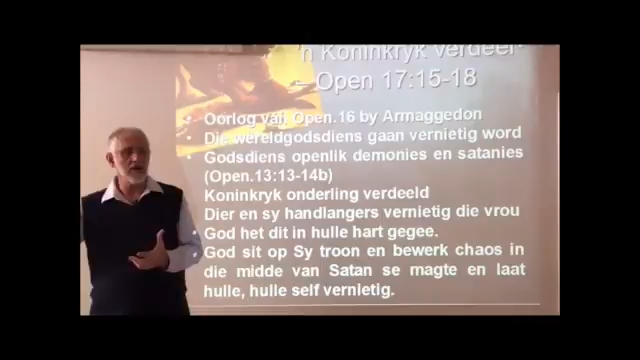 'n Koninkryk verdeel
– Open 17:15-18
• Oorlog van Open.16 by Armaggedon
• Die wêreldgodsdiens gaan vernietig word
• Godsdiens openlik demonies en satanies
(Open.13:13-14b)
Koninkryk onderling verdeeld
Dier en sy handlangers vernietig die vrou
• God het dit in hulle hart gegee.
• God sit op Sy troon en bewerk chaos in
die midde van Satan se magte en laat
hulle, hulle self vernietig.